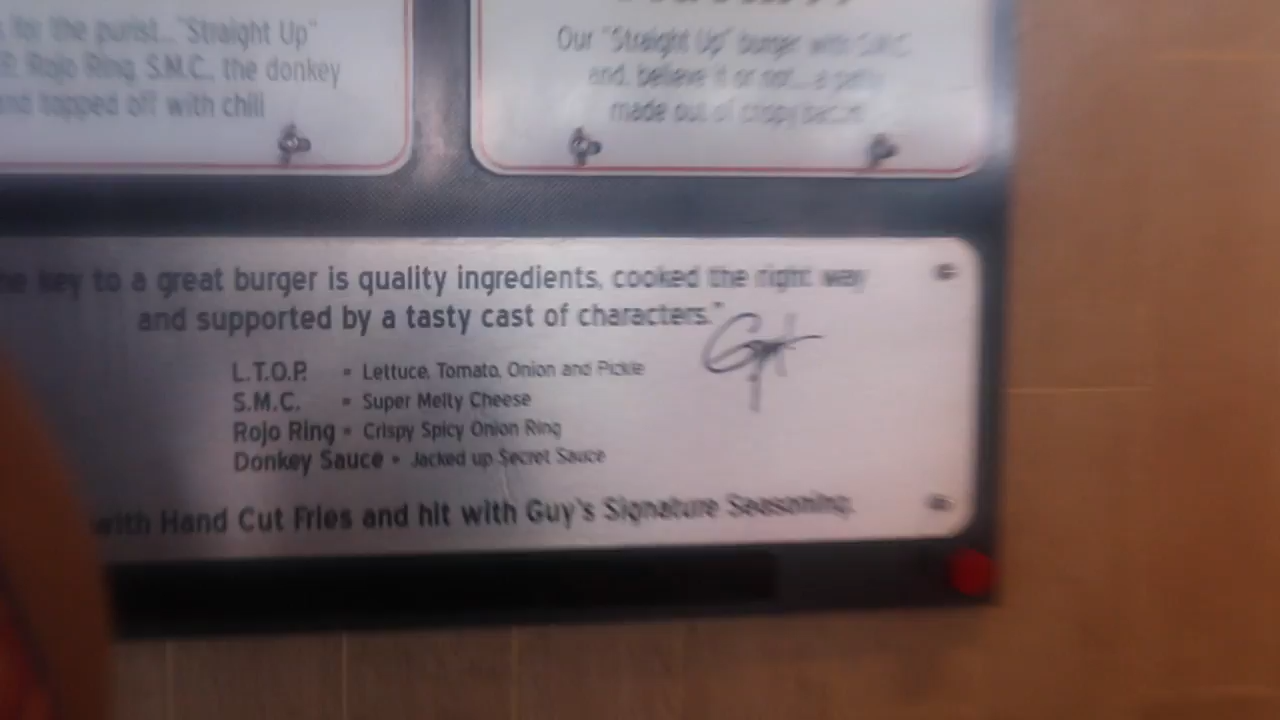 for the purist... "Straight Up"
Rojo Ring, S.M.C., the donkey
and topped off with chili
Our "Straight Up" burger with S.M.C.
and, believe it or not... a patty
made out of crispy bacon
key to a great burger is quality ingredients, cooked the right way
and supported by a tasty cast of characters."
L.T.O.P. = Lettuce, Tomato, Onion and Pickle
S.M.C. = Super Melty Cheese
Rojo Ring = Crispy Spicy Onion Ring
Donkey Sauce = Jacked up Secret Sauce
with Hand Cut Fries and hit with Guy's Signature Seasoning.